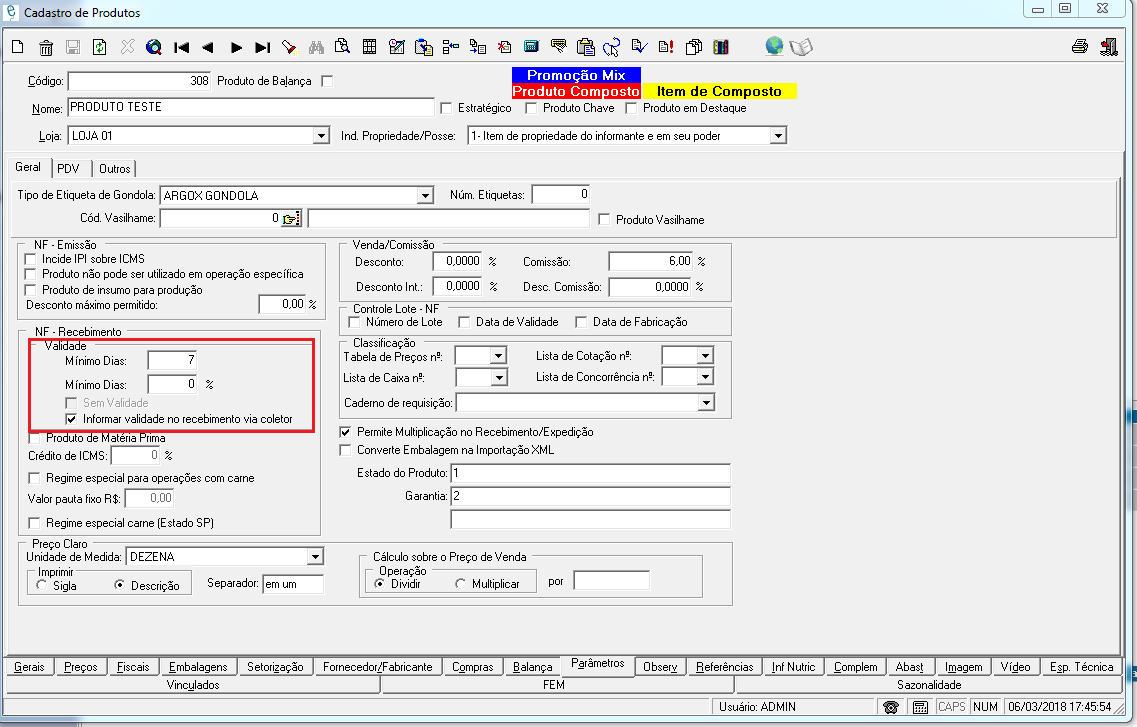 Cadastro de Produtos
Código: 308 Produto de Balança
Promoção Mix
Produto Composto Item de Composto
Nome: PRODUTO TESTE Estratégico Produto Chave Produto em Destaque
Loja: LOJA 01 Ind. Propriedade/Posse: 1- Item de propriedade do informante e em seu poder
Geral PDV Outros
Tipo de Etiqueta de Gondola: ARGOX GONDOLA Núm. Etiquetas: 0
Cód. Vasilhame: 0 Produto Vasilhame
NF - Emissão
Incide IPI sobre ICMS
Produto não pode ser utilizado em operação específica
Produto de insumo para produção
Desconto máximo permitido: 0,00 %
Venda/Comissão
Desconto: 0,0000 % Comissão: 6,00 %
Desconto Int.: 0,0000 % Desc. Comissão: 0,0000 %
Controle Lote - NF
Número de Lote Data de Validade Data de Fabricação
NF - Recebimento
Validade
Mínimo Dias: 7
Mínimo Dias: 0 %
Sem Validade
Informar validade no recebimento via coletor
Produto de Matéria Prima
Crédito de ICMS: 0 %
Regime especial para operações com carne
Valor pauta fixo R$: 0,00
Regime especial carne (Estado SP)
Classificação
Tabela de Preços nº: Lista de Cotação nº:
Lista de Caixa nº: Lista de Concorrência nº:
Caderno de requisição:
Permite Multiplicação no Recebimento/Expedição
Converte Embalagem na Importação XML
Estado do Produto: 1
Garantia: 2
Preço Claro
Unidade de Medida: DEZENA
Imprimir
Sigla Descrição Separador: em um
Cálculo sobre o Preço de Venda
Operação
Dividir Multiplicar por
Gerais Preços Fiscais Embalagens Setorização Fornecedor/Fabricante Compras Balança Parâmetros Observ Referências Inf Nutric Complem Abast Imagem Vídeo Esp. Técnica
Vinculados FEM Sazonalidade
Usuário: ADMIN CAPS NUM 06/03/2018 17:45:54